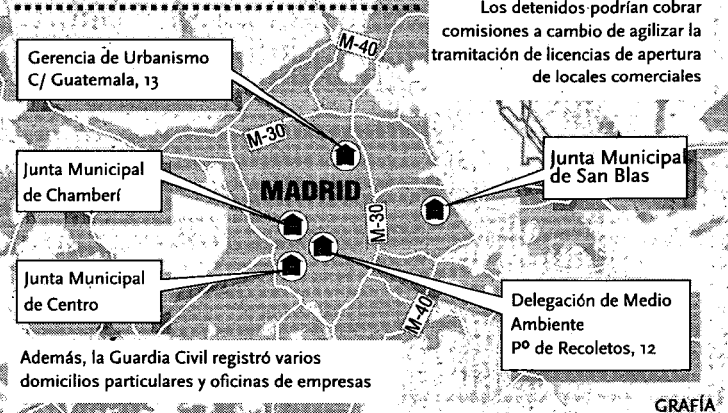 Los detenidos podrían cobrar
comisiones a cambio de agilizar la
tramitación de licencias de apertura
de locales comerciales
M-40
Gerencia de Urbanismo
C/ Guatemala, 13
M-30
Junta Municipal
de San Blas
Junta Municipal
de Chamberí
MADRID
M-30
Junta Municipal
de Centro
Delegación de Medio
Ambiente
Pº de Recoletos, 12
M-40
Además, la Guardia Civil registró varios
domicilios particulares y oficinas de empresas
GRAFÍA